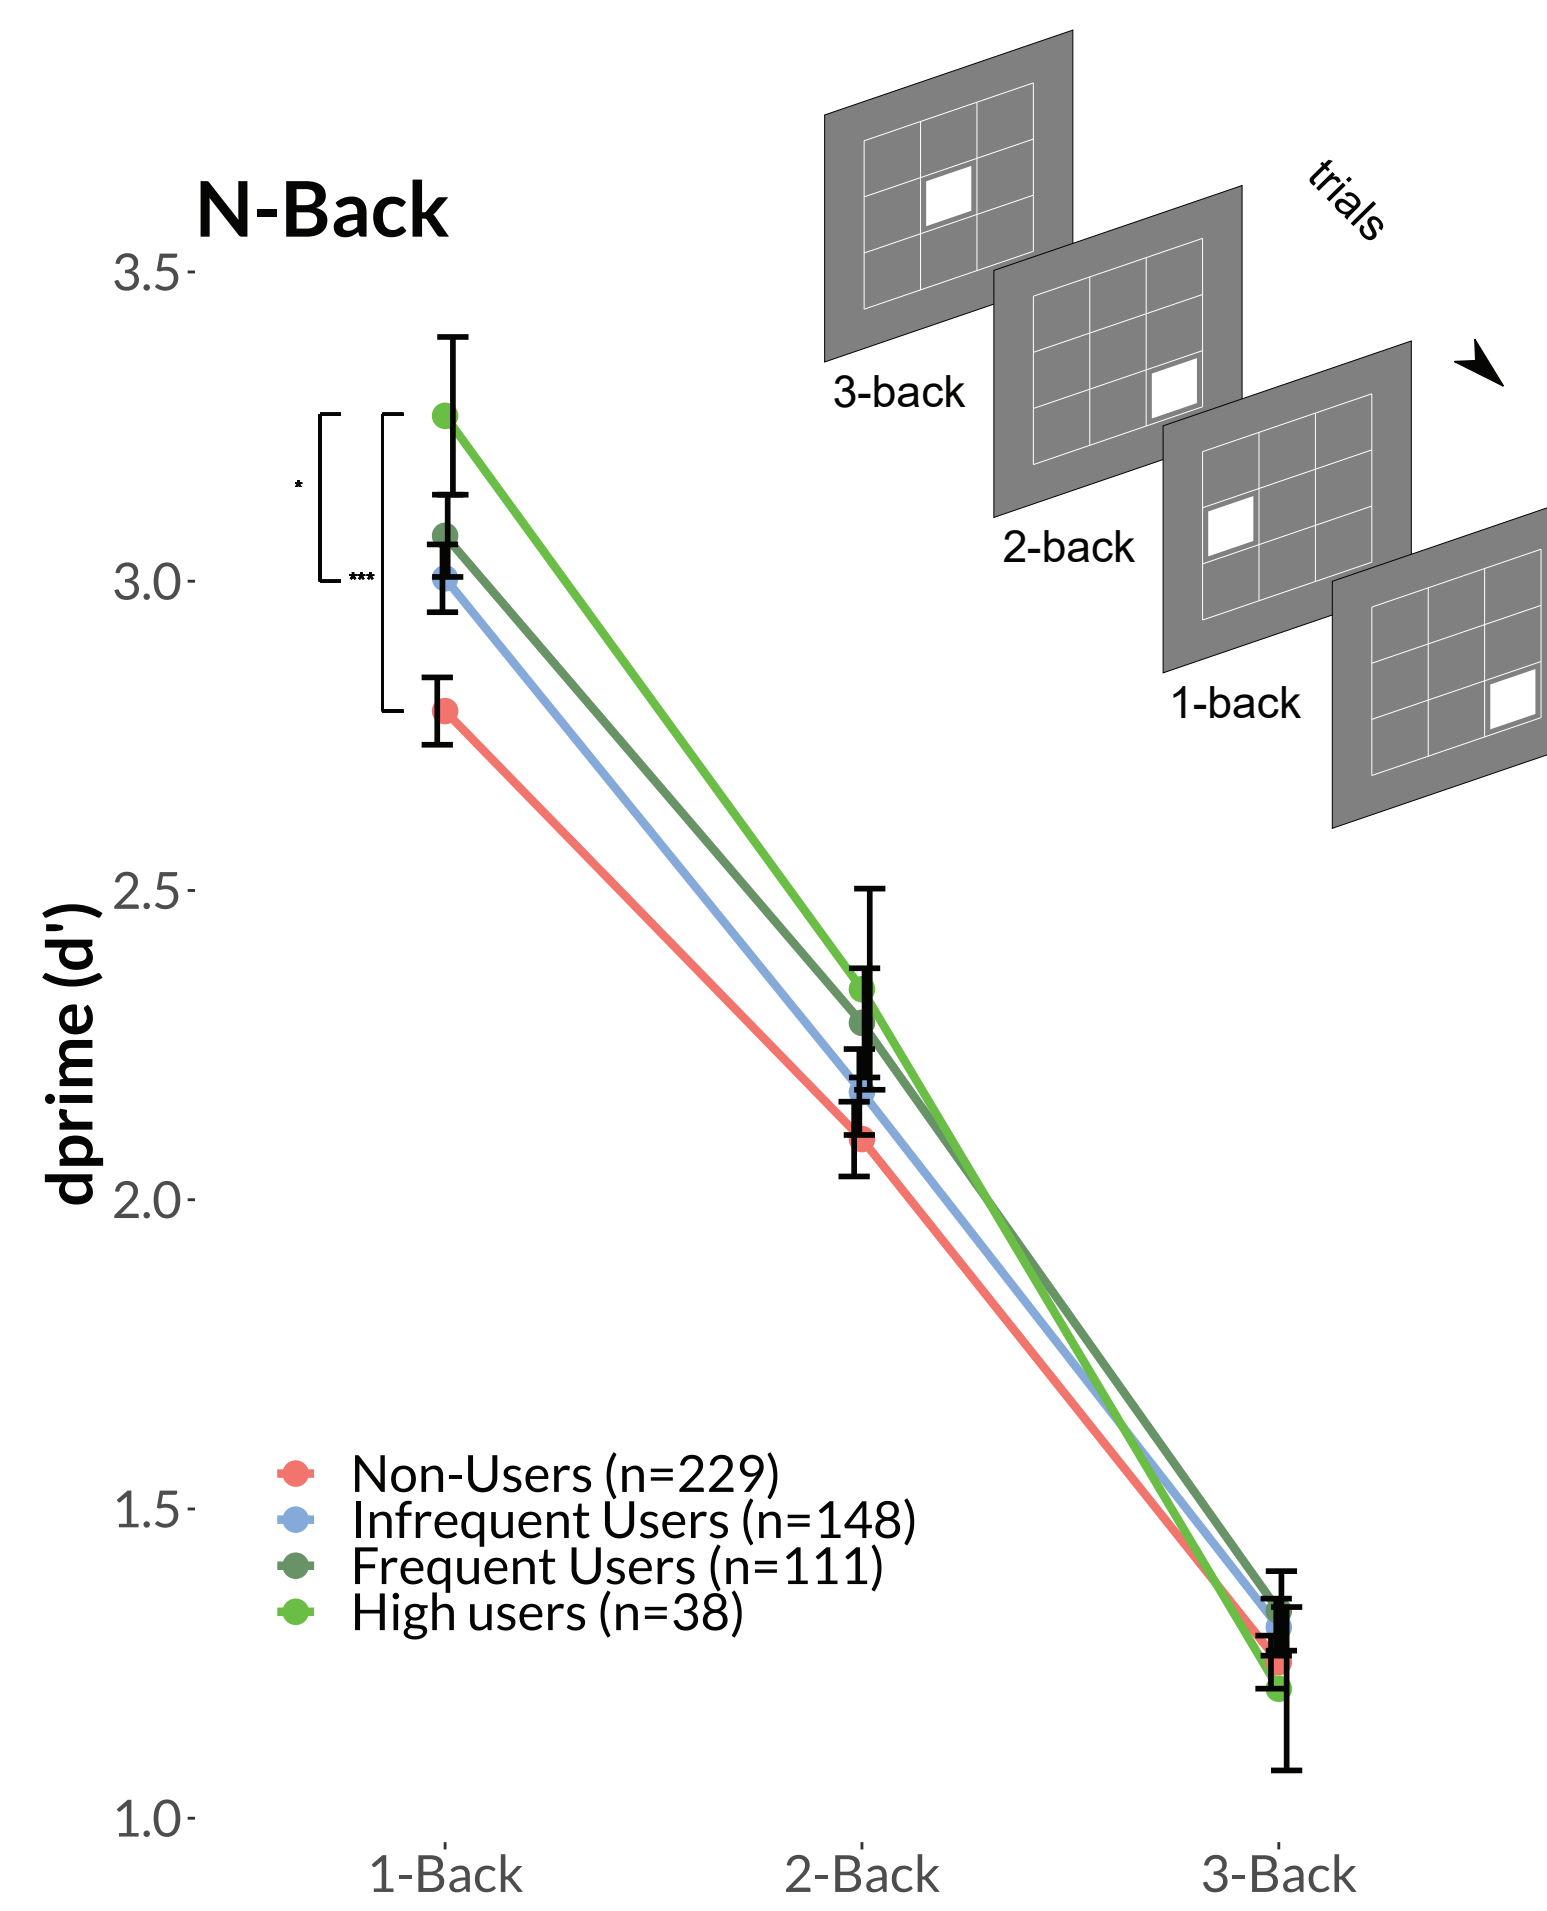 N-Back
trials
3.5
3-back
*
2-back
3.0
***
1-back
2.5
dprime (d')
2.0
1.5
Non-Users (n=229)
Infrequent Users (n=148)
Frequent Users (n=111)
High users (n=38)
1.0
1-Back
2-Back
3-Back